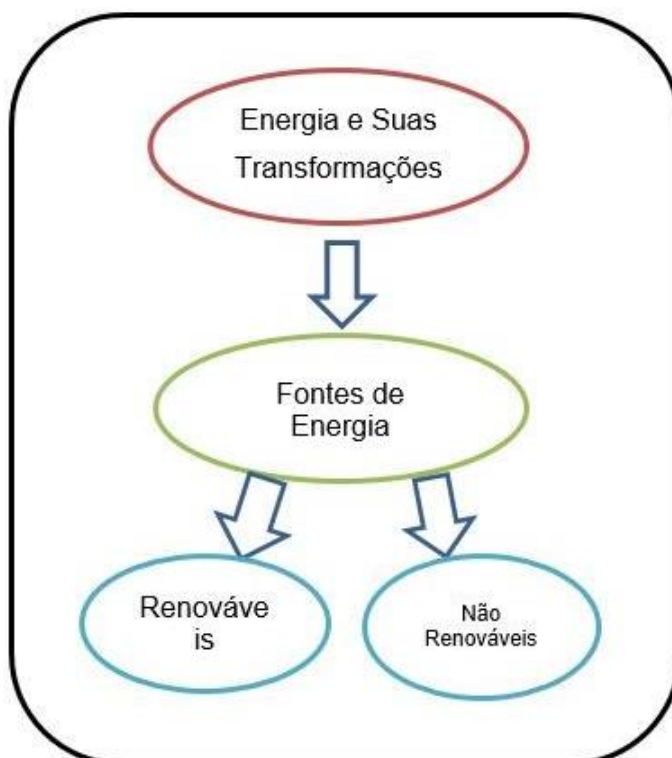 Energia e Suas
Transformações
Fontes de
Energia
Renováve
is
Não
Renováveis